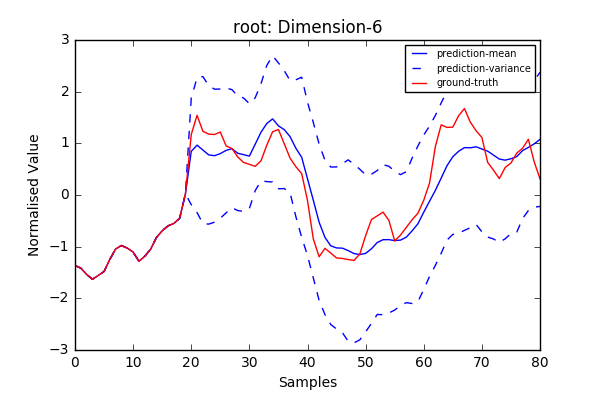 root: Dimension-6
prediction-mean
prediction-variance
ground-truth
Normalised Value
3
2
1
0
−1
−2
−3
0 10 20 30 40 50 60 70 80
Samples